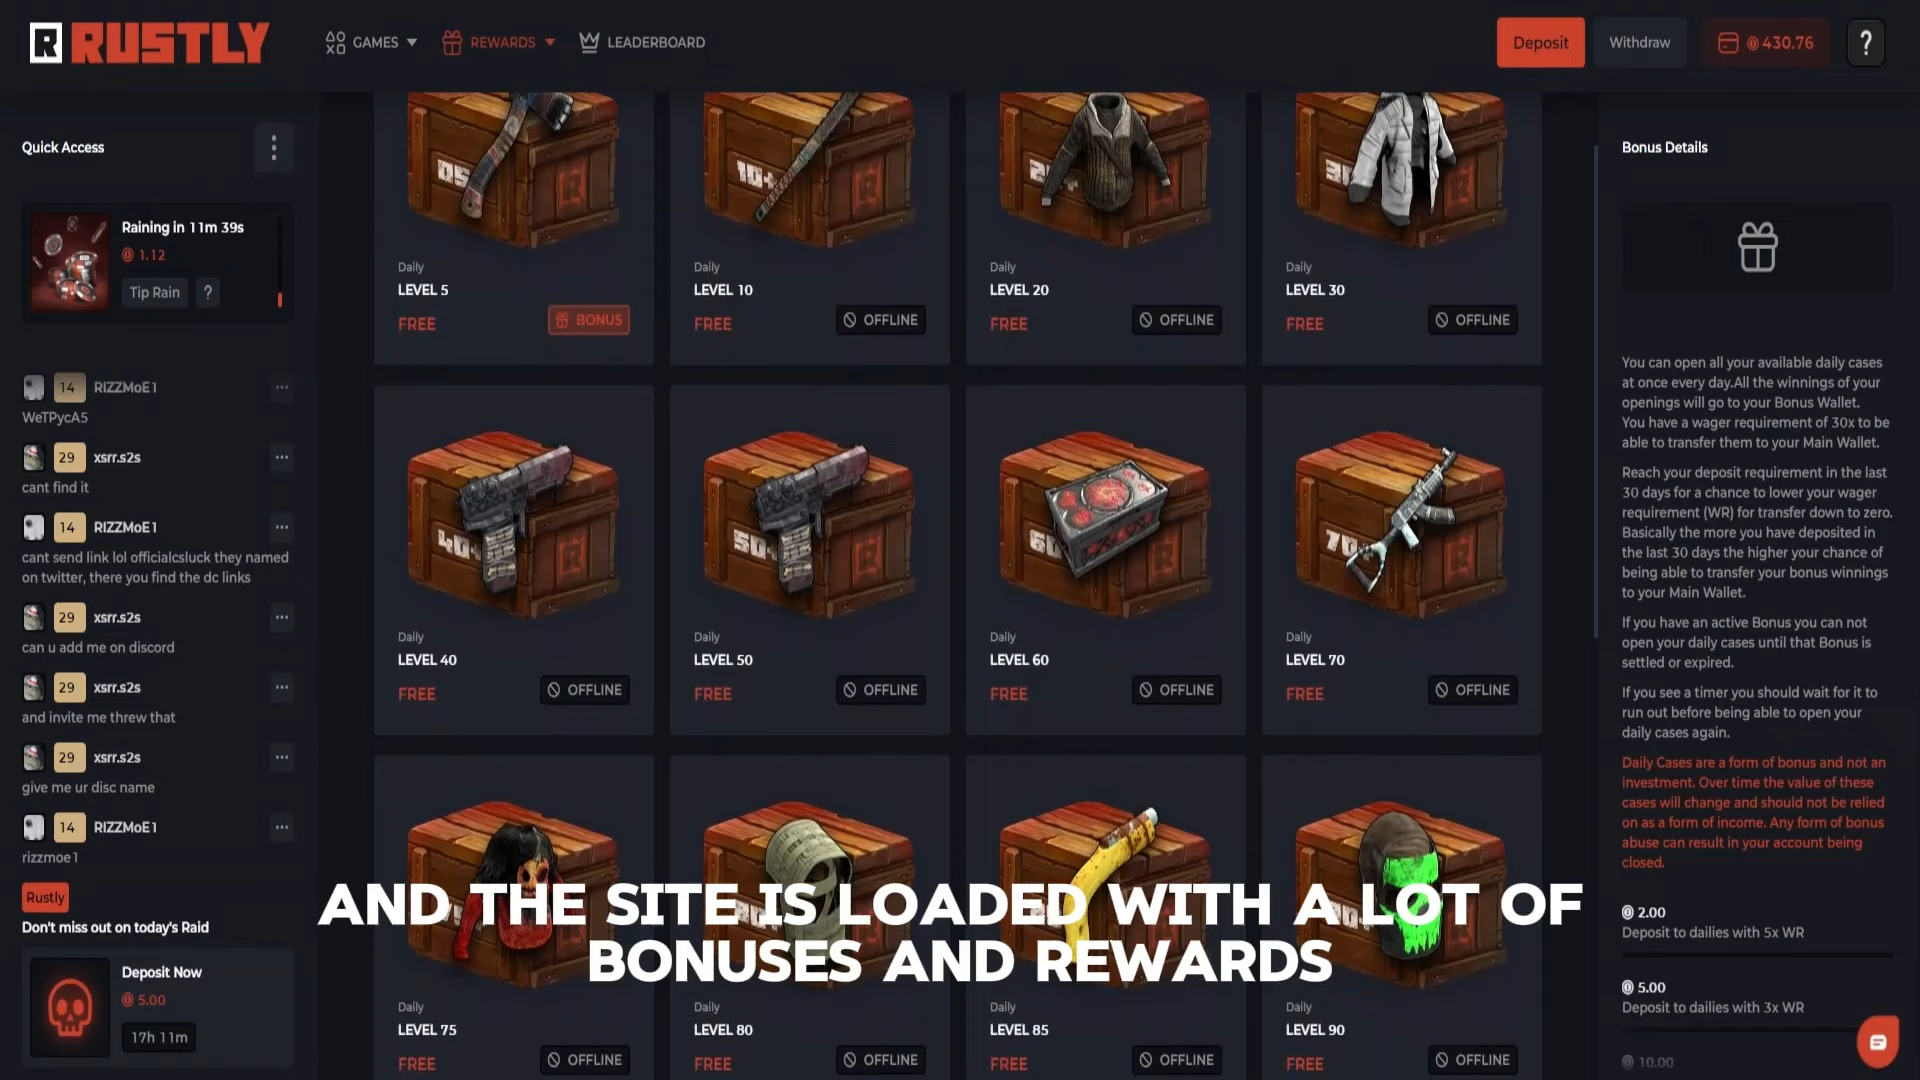 R RUSTLY
GAMES
REWARDS
LEADERBOARD
Deposit
Withdraw
430.76
?
Quick Access
Raining in 11m 39s
1.12
Tip Rain
?
14 RIZZMoE1
WeTPycA5
29 xsrr.s2s
cant find it
14 RIZZMoE1
cant send link lol officialcsluck they named
on twitter, there you find the dc links
29 xsrr.s2s
can u add me on discord
29 xsrr.s2s
and invite me threw that
29 xsrr.s2s
give me ur disc name
14 RIZZMoE1
rizzmoe1
Rustly
Don't miss out on today's Raid
Deposit Now
5.00
17h 11m
05
Daily
LEVEL 5
FREE
BONUS
10+
Daily
LEVEL 10
FREE
OFFLINE
Daily
LEVEL 20
FREE
OFFLINE
Daily
LEVEL 30
FREE
OFFLINE
Daily
LEVEL 40
FREE
OFFLINE
Daily
LEVEL 50
FREE
OFFLINE
Daily
LEVEL 60
FREE
OFFLINE
Daily
LEVEL 70
FREE
OFFLINE
AND THE SITE IS LOADED WITH A LOT OF
BONUSES AND REWARDS
Daily
LEVEL 75
FREE
OFFLINE
Daily
LEVEL 80
FREE
OFFLINE
Daily
LEVEL 85
FREE
OFFLINE
Daily
LEVEL 90
FREE
OFFLINE
Bonus Details
You can open all your available daily cases
at once every day.All the winnings of your
openings will go to your Bonus Wallet.
You have a wager requirement of 30x to be
able to transfer them to your Main Wallet.
Reach your deposit requirement in the last
30 days for a chance to lower your wager
requirement (WR) for transfer down to zero.
Basically the more you have deposited in
the last 30 days the higher your chance of
being able to transfer your bonus winnings
to your Main Wallet.
If you have an active Bonus you can not
open your daily cases until that Bonus is
settled or expired.
If you see a timer you should wait for it to
run out before being able to open your
daily cases again.
Daily Cases are a form of bonus and not an
investment. Over time the value of these
cases will change and should not be relied
on as a form of income. Any form of bonus
abuse can result in your account being
closed.
2.00
Deposit to dailies with 5x WR
5.00
Deposit to dailies with 3x WR
10.00